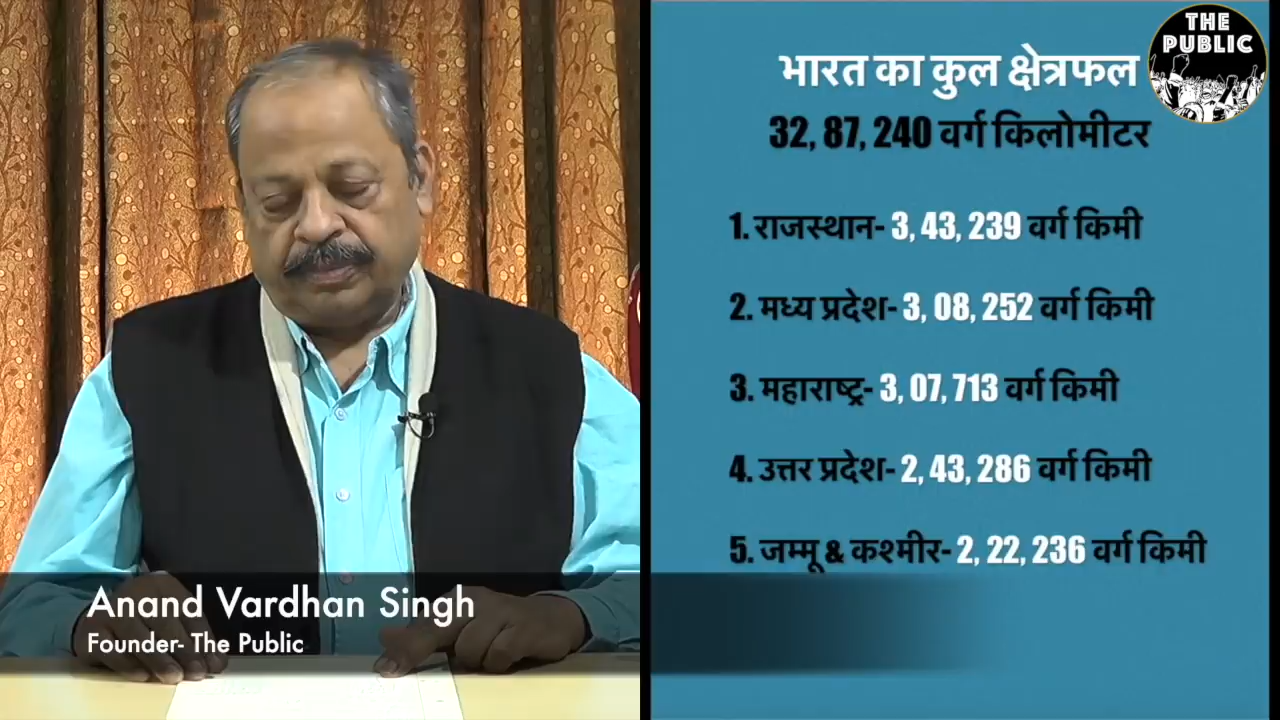 THE
PUBLIC
भारत का कुल क्षेत्रफल
32, 87, 240 वर्ग किलोमीटर
1. राजस्थान- 3, 43, 239 वर्ग किमी
2. मध्य प्रदेश- 3, 08, 252 वर्ग किमी
3. महाराष्ट्र- 3, 07, 713 वर्ग किमी
4. उत्तर प्रदेश- 2, 43, 286 वर्ग किमी
5. जम्मू & कश्मीर- 2, 22, 236 वर्ग किमी
Anand Vardhan Singh
Founder- The Public